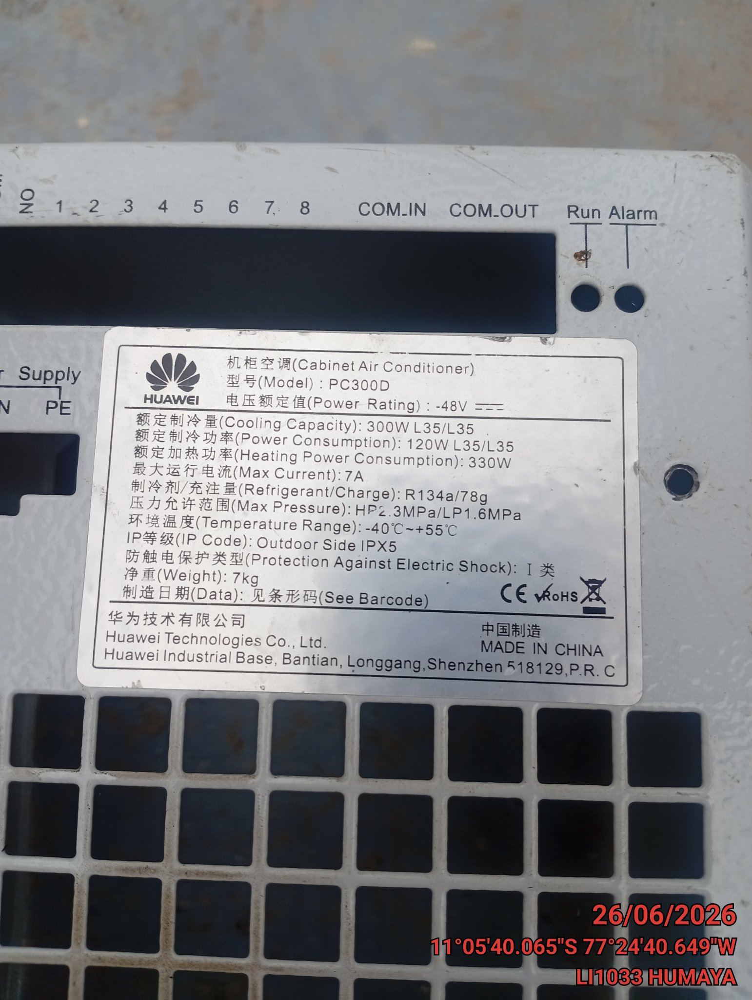 NO 1 2 3 4 5 6 7 8 COM_IN COM_OUT Run Alarm
Supply
N PE
HUAWEI
机柜空调(Cabinet Air Conditioner)
型号(Model) : PC300D
电压额定值(Power Rating) : -48V
额定制冷量(Cooling Capacity): 300W L35/L35
额定制冷功率(Power Consumption): 120W L35/L35
额定加热功率(Heating Power Consumption): 330W
最大运行电流(Max Current): 7A
制冷剂/充注量(Refrigerant/Charge): R134a/78g
压力允许范围(Max Pressure): HP2.3MPa/LP1.6MPa
环境温度(Temperature Range): -40℃~+55℃
IP等级(IP Code): Outdoor Side IPX5
防触电保护类型(Protection Against Electric Shock): I 类
净重(Weight): 7kg
制造日期(Data): 见条形码(See Barcode)
CE RoHS
华为技术有限公司
Huawei Technologies Co., Ltd.
中国制造
MADE IN CHINA
Huawei Industrial Base, Bantian, Longgang,Shenzhen 518129,P.R. C
26/06/2026
11°05'40.065"S 77°24'40.649"W
LI1033 HUMAYA